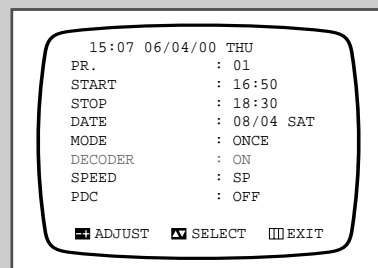 15:07 06/04/00 THU
PR. : 01
START : 16:50
STOP : 18:30
DATE : 08/04 SAT
MODE : ONCE
DECODER : ON
SPEED : SP
PDC : OFF
ADJUST SELECT EXIT